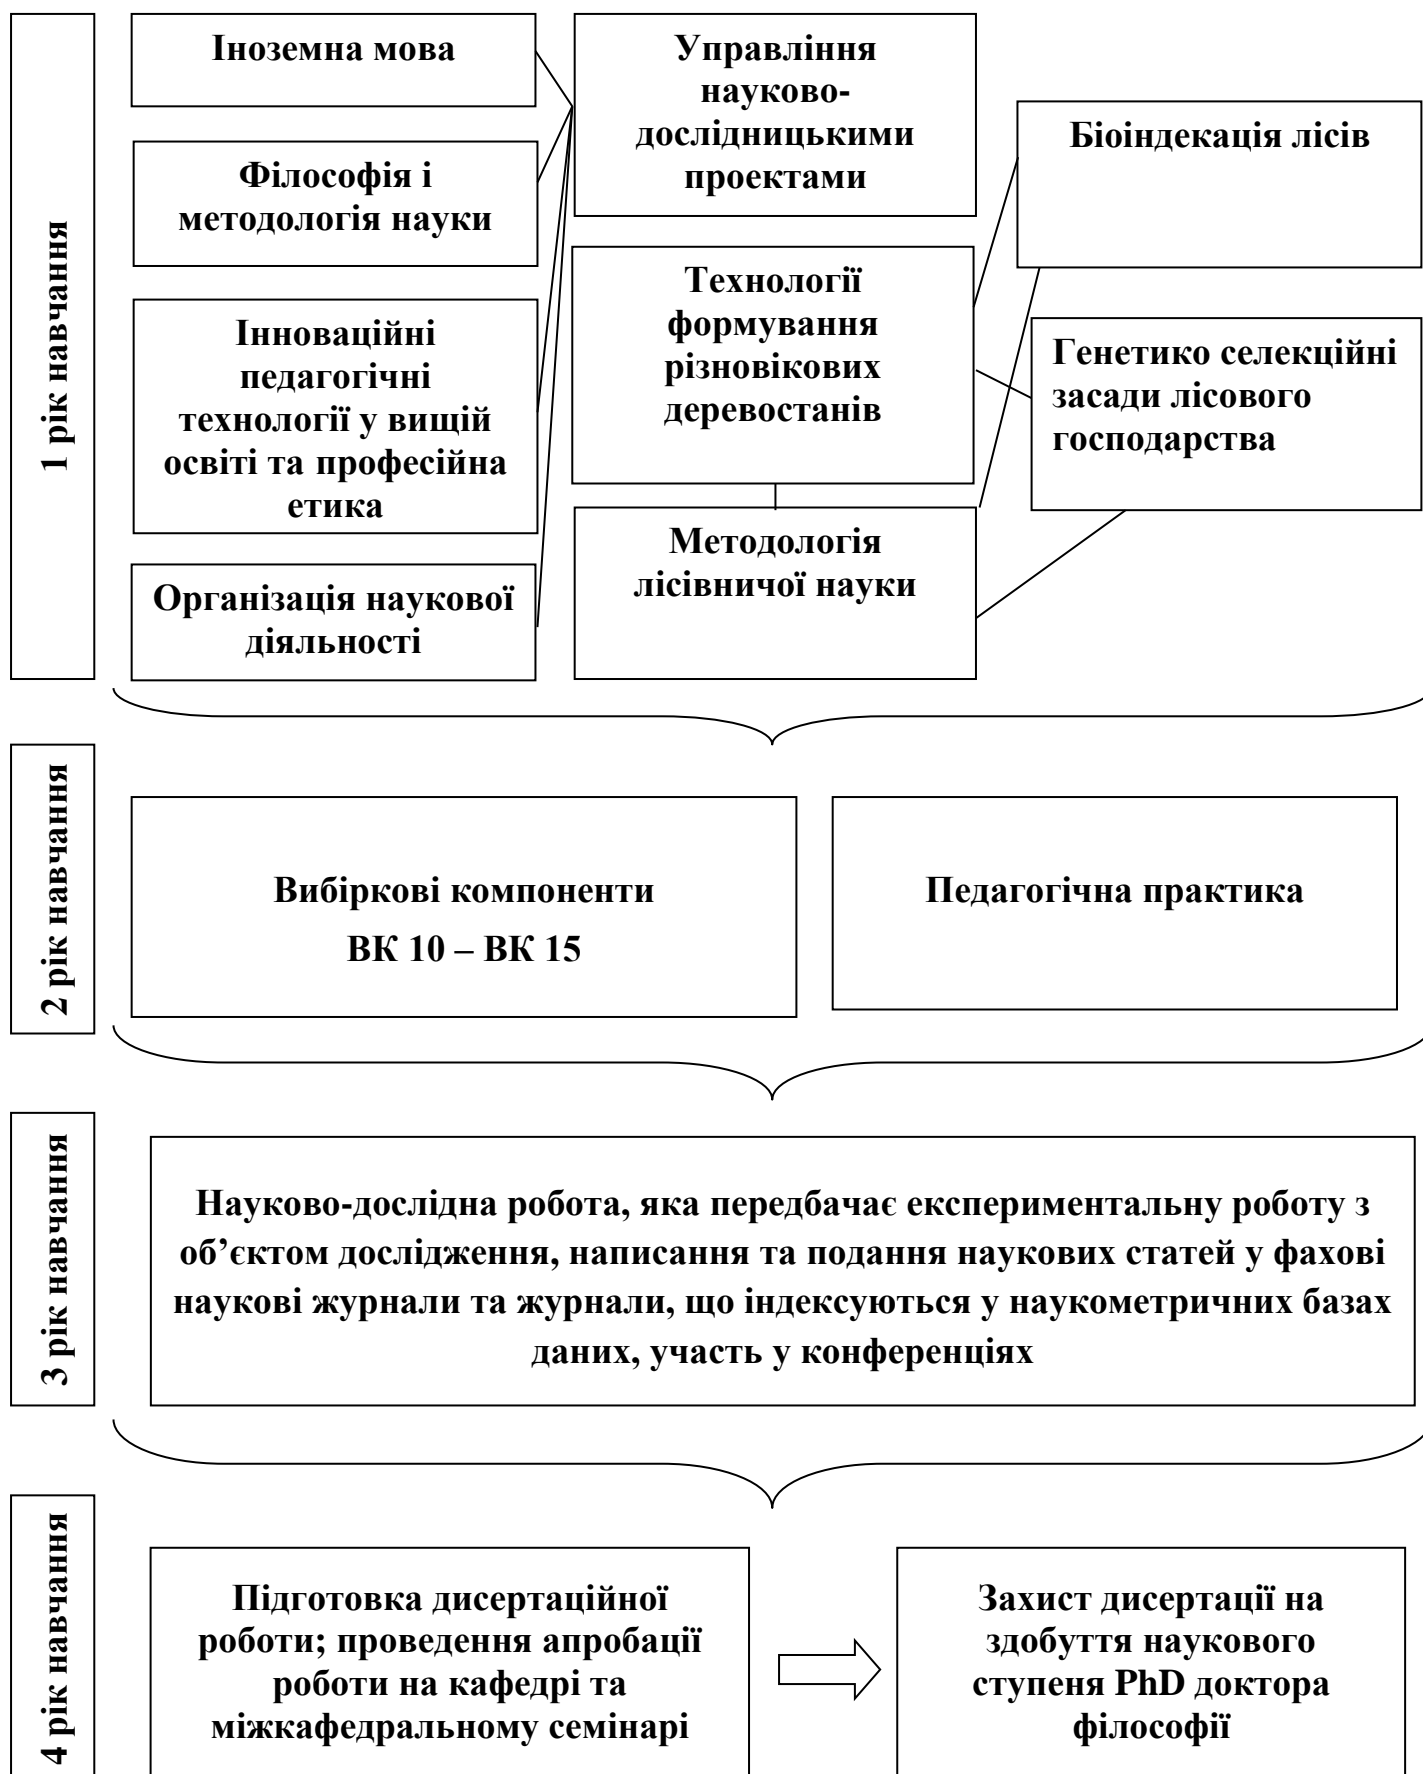 1 рік навчання
Іноземна мова
Філософія і
методологія науки
Інноваційні
педагогічні
технології у вищій
освіті та професійна
етика
Організація наукової
діяльності
Управління
науково-
дослідницькими
проектами
Технології
формування
різновікових
деревостанів
Методологія
лісівничої науки
Біоіндекація лісів
Генетико селекційні
засади лісового
господарства
2 рік навчання
Вибіркові компоненти
ВК 10 – ВК 15
Педагогічна практика
3 рік навчання
Науково-дослідна робота, яка передбачає експериментальну роботу з
об’єктом дослідження, написання та подання наукових статей у фахові
наукові журнали та журнали, що індексуються у наукометричних базах
даних, участь у конференціях
4 рік навчання
Підготовка дисертаційної
роботи; проведення апробації
роботи на кафедрі та
міжкафедральному семінарі
Захист дисертації на
здобуття наукового
ступеня PhD доктора
філософії